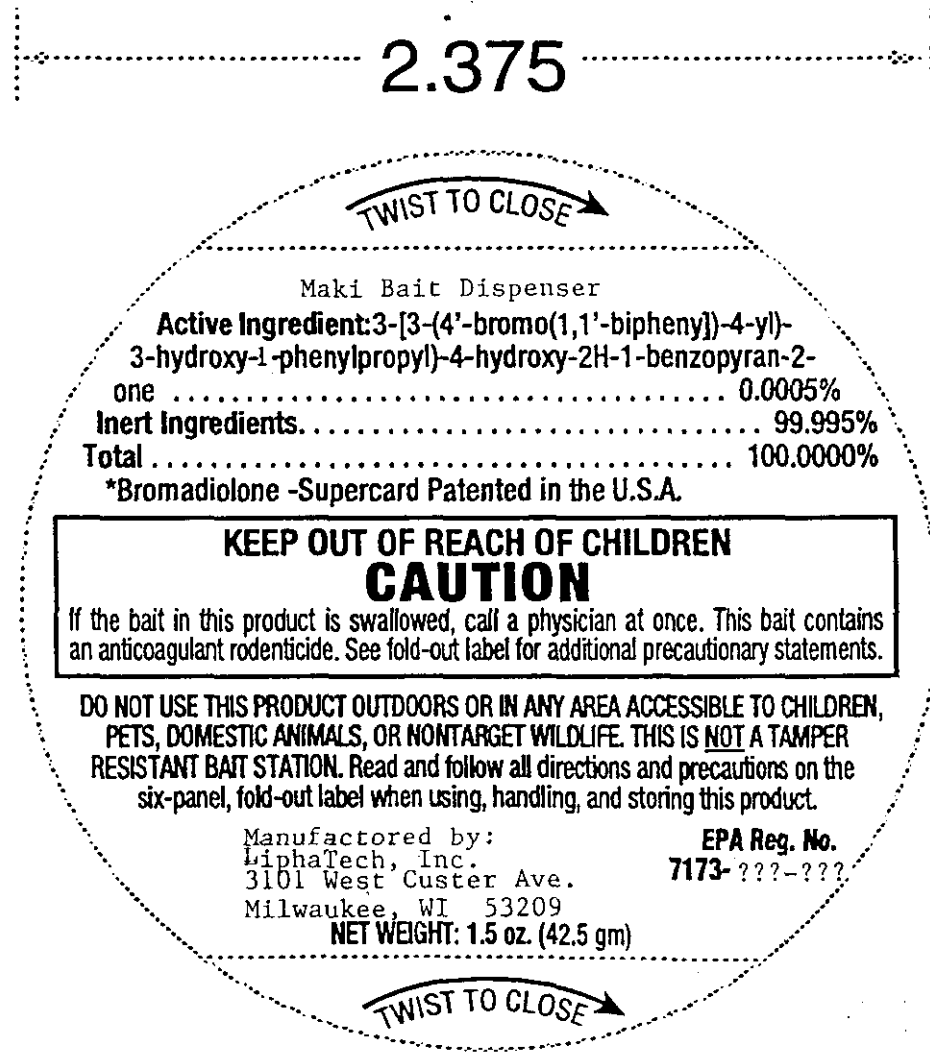 2.375
TWIST TO CLOSE
Maki Bait Dispenser
Active Ingredient:3-[3-(4'-bromo(1,1'-bipheny])-4-yl)-
3-hydroxy-1-phenylpropyl)-4-hydroxy-2H-1-benzopyran-2-
one ..................................... 0.0005%
Inert Ingredients............................... 99.995%
Total ....................................... 100.0000%
*Bromadiolone -Supercard Patented in the U.S.A.
KEEP OUT OF REACH OF CHILDREN
CAUTION
If the bait in this product is swallowed, call a physician at once. This bait contains
an anticoagulant rodenticide. See fold-out label for additional precautionary statements.
DO NOT USE THIS PRODUCT OUTDOORS OR IN ANY AREA ACCESSIBLE TO CHILDREN,
PETS, DOMESTIC ANIMALS, OR NONTARGET WILDLIFE. THIS IS NOT A TAMPER
RESISTANT BAIT STATION. Read and follow all directions and precautions on the
six-panel, fold-out label when using, handling, and storing this product.
Manufactored by:
LiphaTech, Inc.
3101 West Custer Ave.
Milwaukee, WI 53209
EPA Reg. No.
7173- ???-???
NET WEIGHT: 1.5 oz. (42.5 gm)
TWIST TO CLOSE